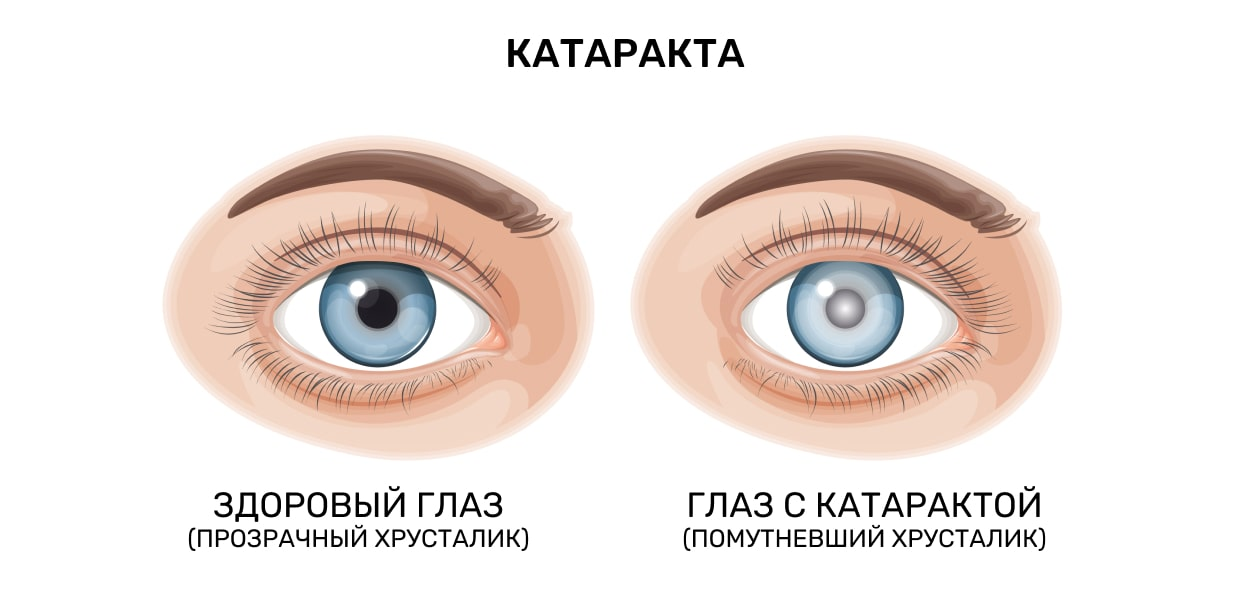 КАТАРАКТА
ЗДОРОВЫЙ ГЛАЗ
(ПРОЗРАЧНЫЙ ХРУСТАЛИК)
ГЛАЗ С КАТАРАКТОЙ
(ПОМУТНЕВШИЙ ХРУСТАЛИК)